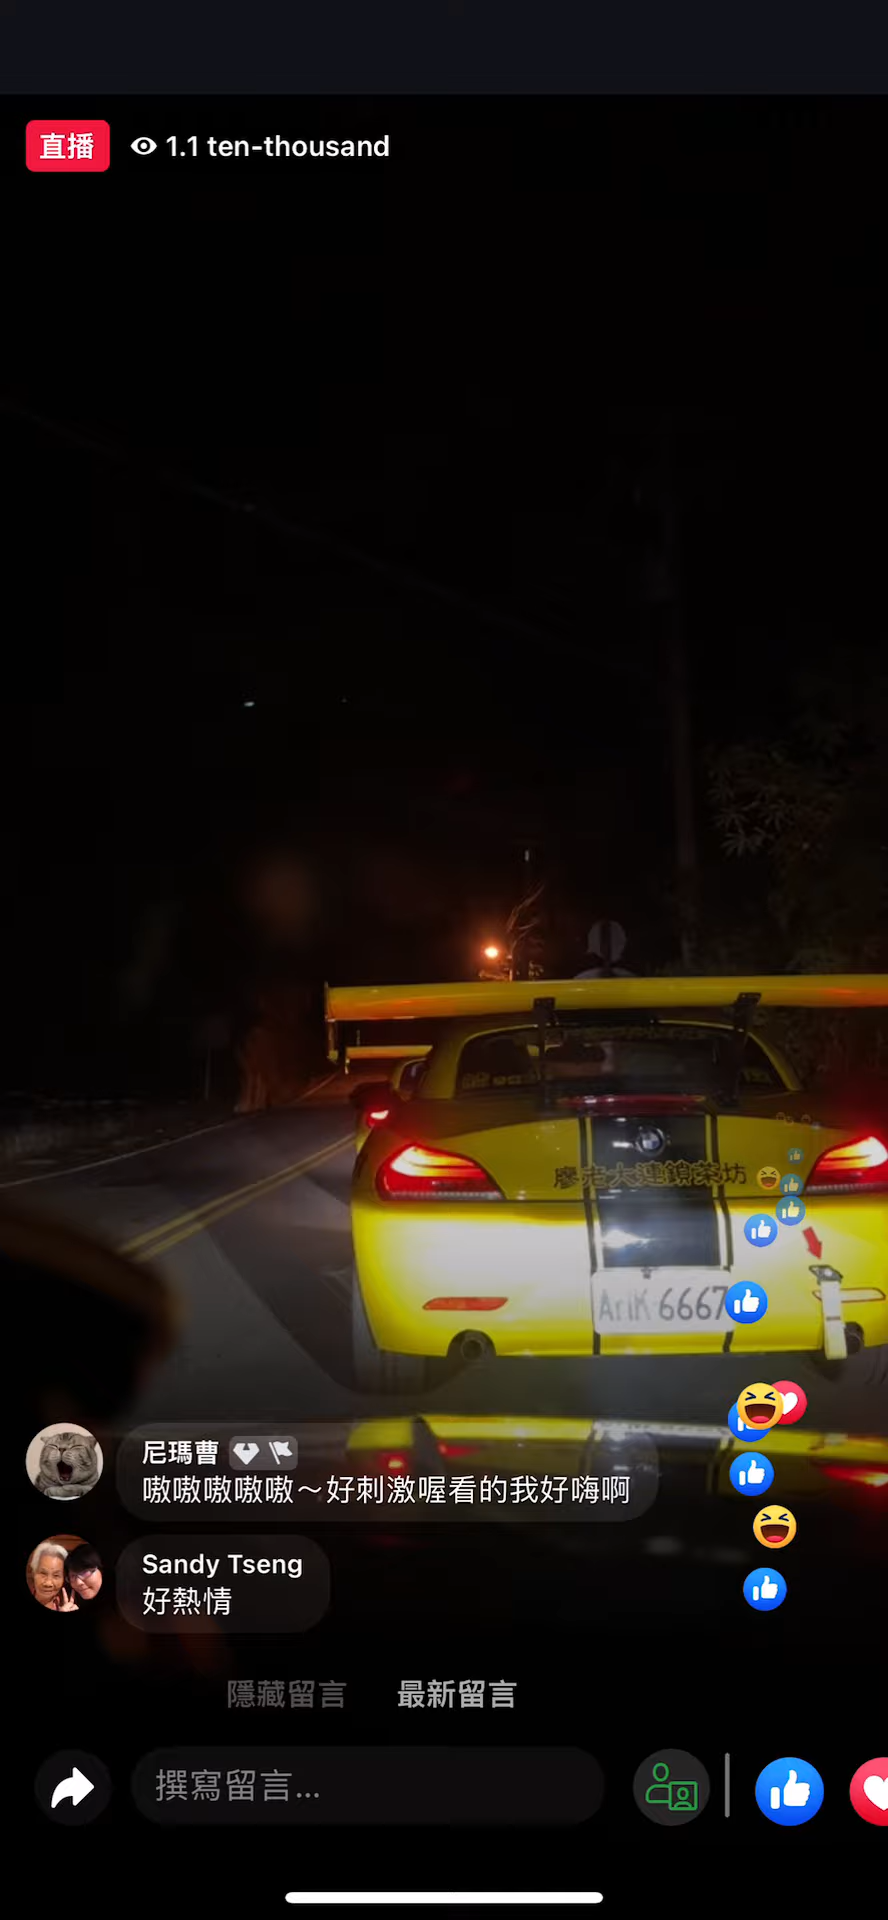 直播
1.1 ten-thousand
廖老大連鎖茶坊
6667
尼瑪曹
嗷嗷嗷嗷嗷～好刺激喔看的我好嗨啊
Sandy Tseng
好熱情
隱藏留言 最新留言
撰寫留言...